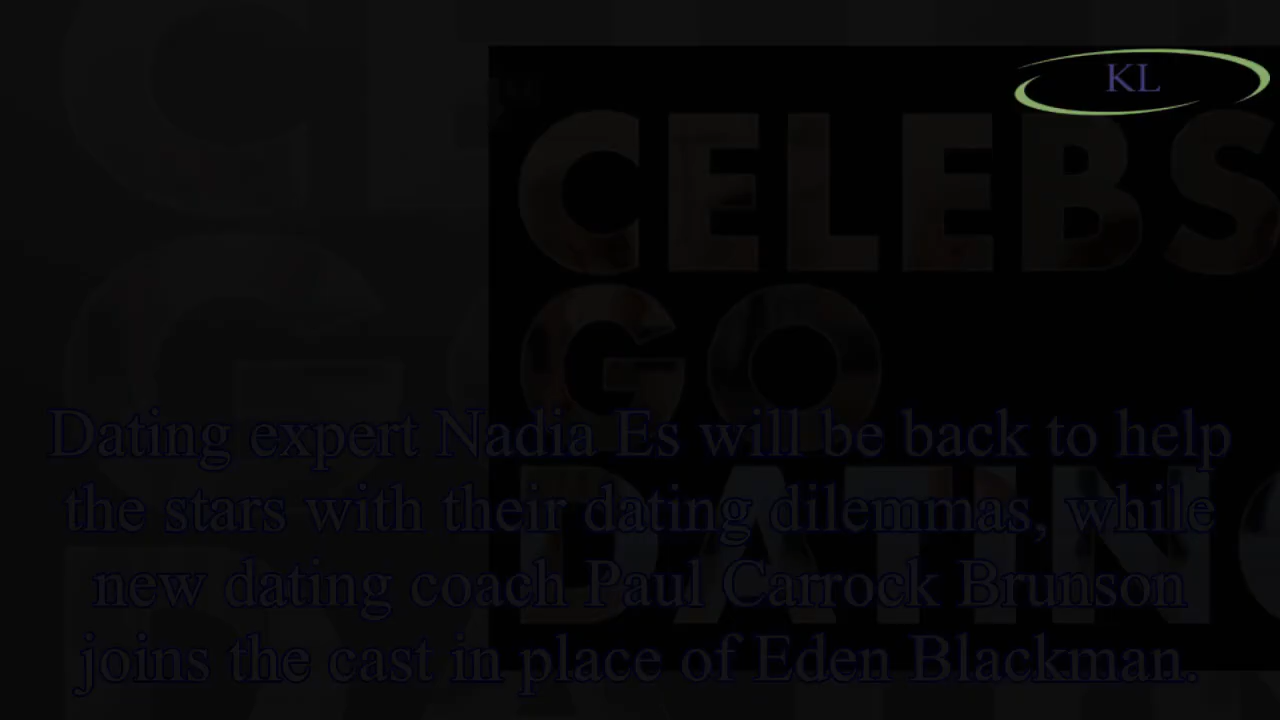 KL
CELEBS
GO
DATING
Dating expert Nadia Es will be back to help
the stars with their dating dilemmas, while
new dating coach Paul Carrock Brunson
joins the cast in place of Eden Blackman.